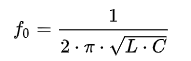 f₀ = 1 / (2 · π · √(L · C))